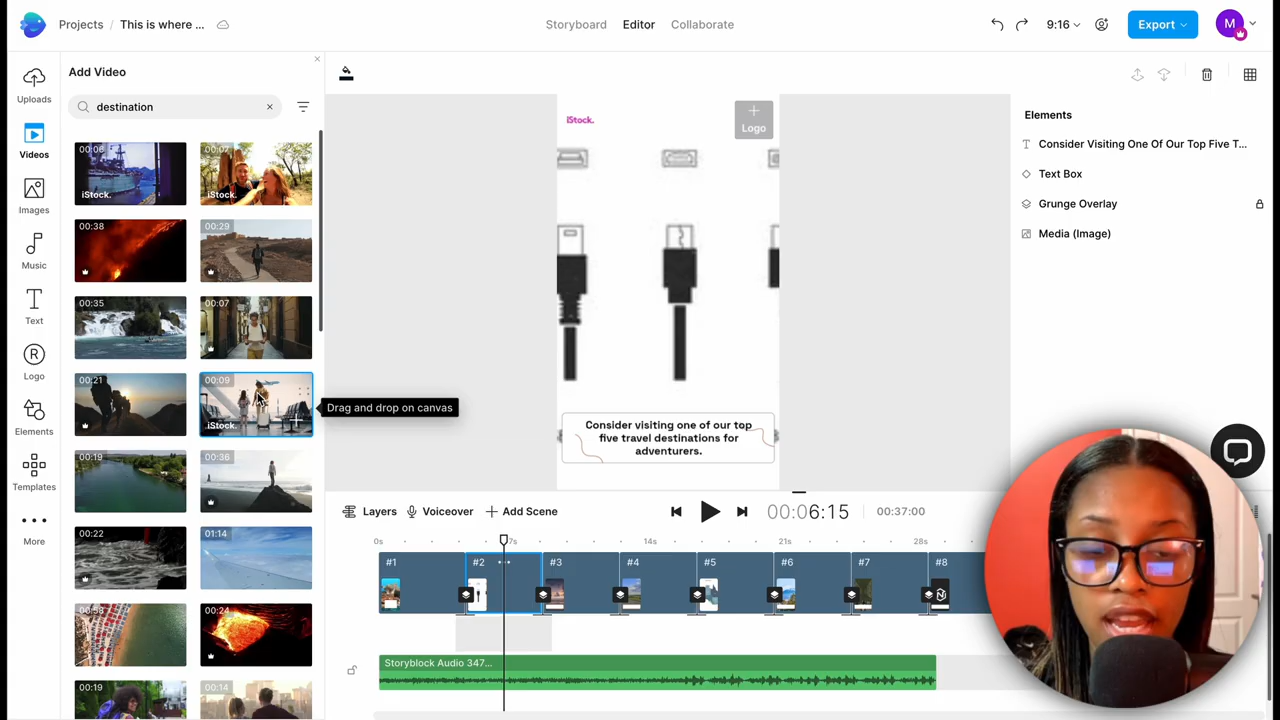 Projects / This is where ...
Storyboard Editor Collaborate
9:16
Export
M
Uploads
Videos
Images
Music
Text
R
Logo
Elements
Templates
More
Add Video
destination
00:06
iStock.
00:07
iStock.
00:38
00:29
00:35
00:07
00:21
00:09
iStock.
Drag and drop on canvas
00:19
00:36
00:22
01:14
00:24
00:19
00:14
iStock.
+ Logo
Consider visiting one of our top
five travel destinations for
adventurers.
Elements
Consider Visiting One Of Our Top Five T...
Text Box
Grunge Overlay
Media (Image)
Layers Voiceover + Add Scene
00:06:15 00:37:00
0s 7s 14s 21s 28s
#1 #2 #3 #4 #5 #6 #7 #8
Storyblock Audio 347...